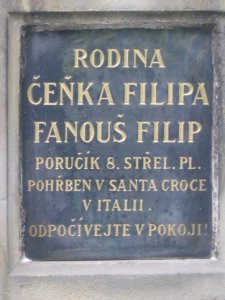 RODINA
ČEŇKA FILIPA
FANOUŠ FILIP
PORUČÍK 8. STŘEL. PL.
POHŘBEN V SANTA CROCE
V ITALII.
ODPOČÍVEJTE V POKOJI!